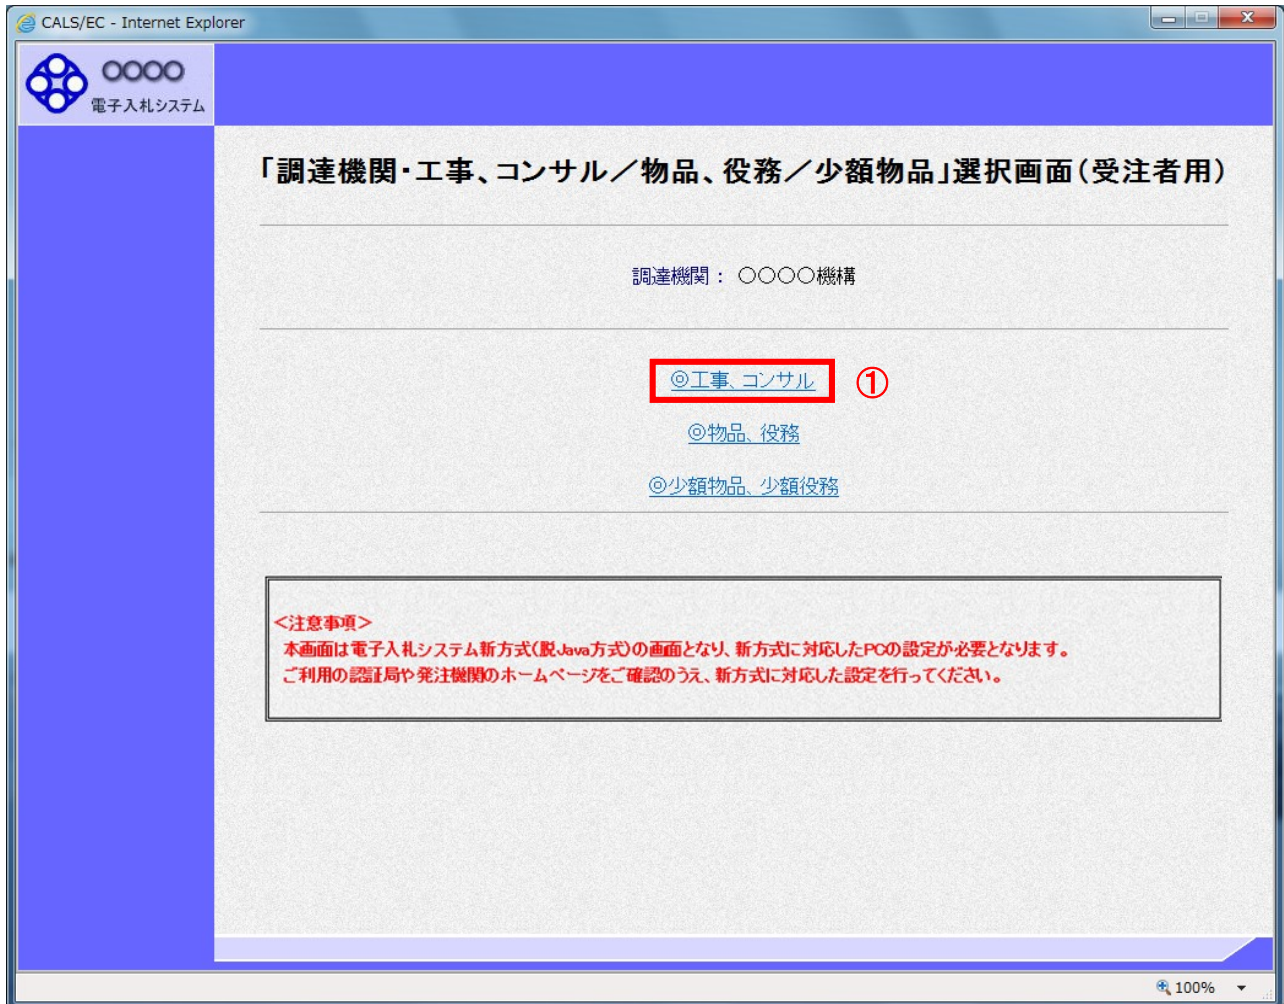 CALS/EC - Internet Explorer
○○○○
電子入札システム
「調達機関・工事、コンサル／物品、役務／少額物品」選択画面（受注者用）
調達機関： ○○○○機構
◎工事、コンサル ①
◎物品、役務
◎少額物品、少額役務
＜注意事項＞
本画面は電子入札システム新方式(脱Java方式)の画面となり、新方式に対応したPCの設定が必要となります。
ご利用の認証局や発注機関のホームページをご確認のうえ、新方式に対応した設定を行ってください。
100%